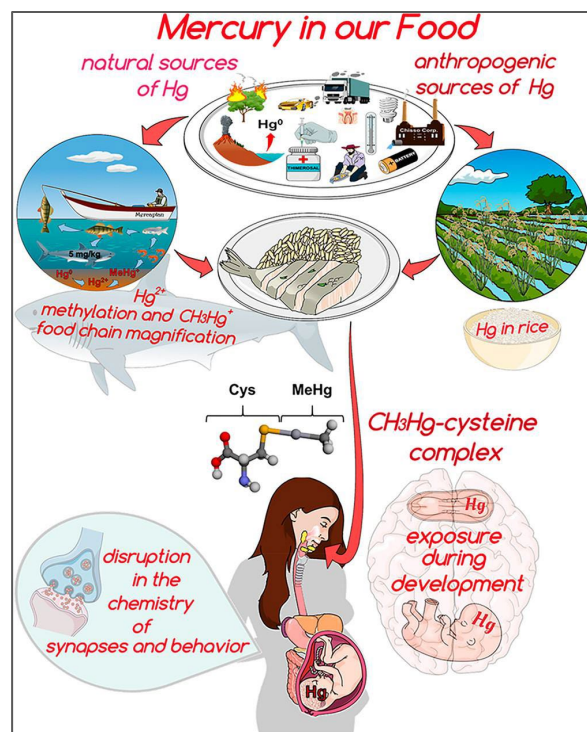 Mercury in our Food
natural sources
of Hg
anthropogenic
sources of Hg
Hg⁰
Chisso Corp.
THIMEROSAL
BATTERY
Mercaptan
5 mg/kg
Hg⁰
Hg²⁺
MeHg⁺
Hg²⁺
methylation and CH3Hg⁺
food chain magnification
Hg in rice
Cys
MeHg
CH3Hg-cysteine
complex
Hg
exposure
during
development
Hg
disruption
in the
chemistry
of
synapses and behavior
Hg